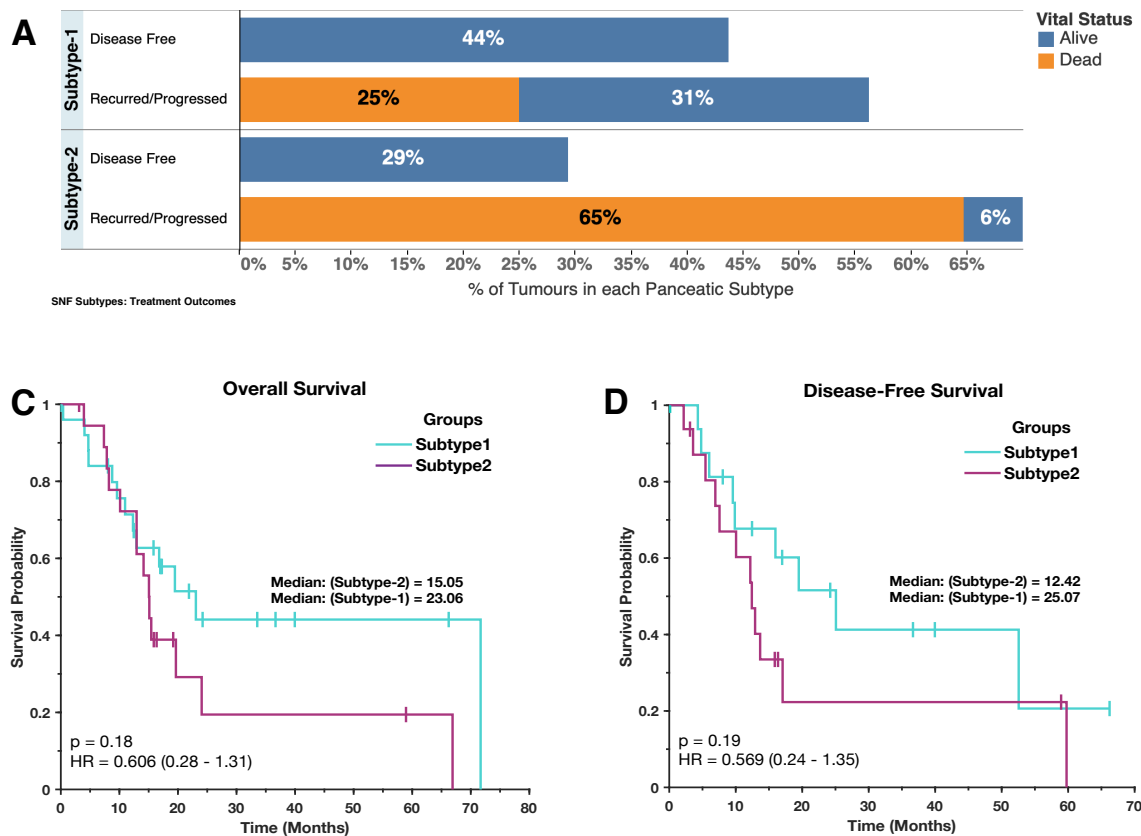 A
Vital Status
Alive
Dead
Subtype-1
Disease Free
44%
Recurred/Progressed
25%
31%
Subtype-2
Disease Free
29%
Recurred/Progressed
65%
6%
0% 5% 10% 15% 20% 25% 30% 35% 40% 45% 50% 55% 60% 65%
% of Tumours in each Panceatic Subtype
SNF Subtypes: Treatment Outcomes
C
Overall Survival
Groups
Subtype1
Subtype2
Survival Probability
1
0.8
0.6
0.4
0.2
0
Median: (Subtype-2) = 15.05
Median: (Subtype-1) = 23.06
p = 0.18
HR = 0.606 (0.28 - 1.31)
0 10 20 30 40 50 60 70 80
Time (Months)
D
Disease-Free Survival
Groups
Subtype1
Subtype2
Survival Probability
1
0.8
0.6
0.4
0.2
0
Median: (Subtype-2) = 12.42
Median: (Subtype-1) = 25.07
p = 0.19
HR = 0.569 (0.24 - 1.35)
0 10 20 30 40 50 60 70
Time (Months)